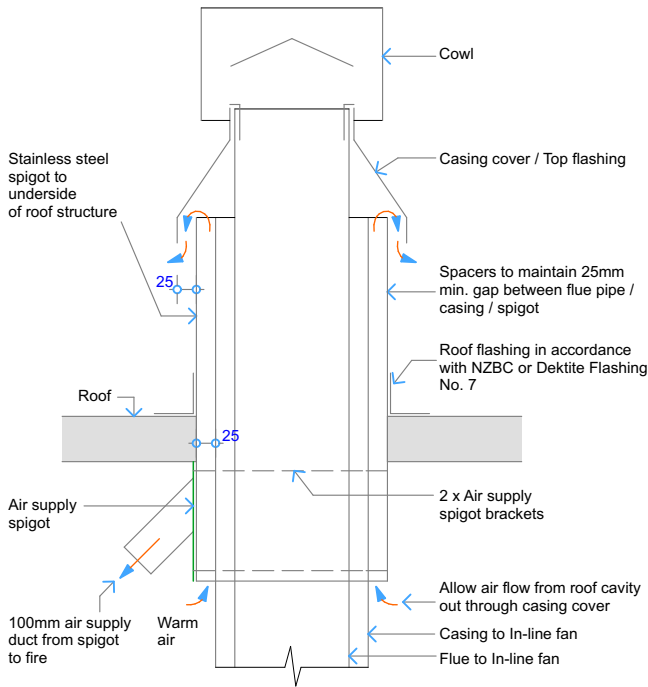 Cowl
Stainless steel
spigot to
underside
of roof structure
Casing cover / Top flashing
25
Spacers to maintain 25mm
min. gap between flue pipe /
casing / spigot
Roof flashing in accordance
with NZBC or Dektite Flashing
No. 7
Roof
25
Air supply
spigot
2 x Air supply
spigot brackets
100mm air supply
duct from spigot
to fire
Warm
air
Allow air flow from roof cavity
out through casing cover
Casing to In-line fan
Flue to In-line fan